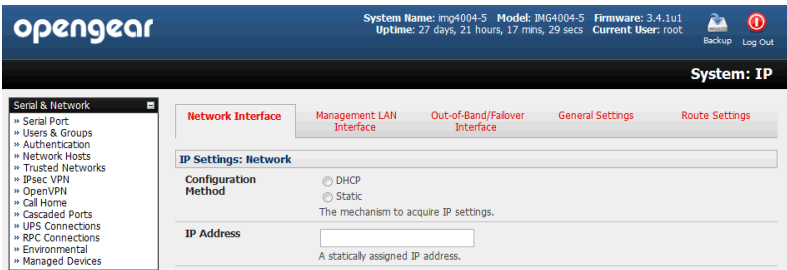 opengear
System Name: img4004-5 Model: IMG4004-5 Firmware: 3.4.1u1
Uptime: 27 days, 21 hours, 17 mins, 29 secs Current User: root
Backup
Log Out
System: IP
Serial & Network
» Serial Port
» Users & Groups
» Authentication
» Network Hosts
» Trusted Networks
» IPsec VPN
» OpenVPN
» Call Home
» Cascaded Ports
» UPS Connections
» RPC Connections
» Environmental
» Managed Devices
Network Interface
Management LAN
Interface
Out-of-Band/Failover
Interface
General Settings
Route Settings
IP Settings: Network
Configuration
Method
DHCP
Static
The mechanism to acquire IP settings.
IP Address
A statically assigned IP address.